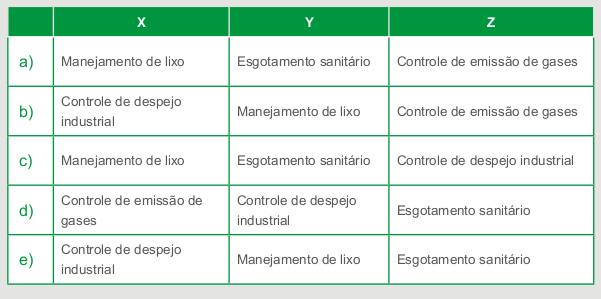 X Y Z
a) Manejamento de lixo Esgotamento sanitário Controle de emissão de gases
b) Controle de despejo industrial Manejamento de lixo Controle de emissão de gases
c) Manejamento de lixo Esgotamento sanitário Controle de despejo industrial
d) Controle de emissão de gases Controle de despejo industrial Esgotamento sanitário
e) Controle de despejo industrial Manejamento de lixo Esgotamento sanitário